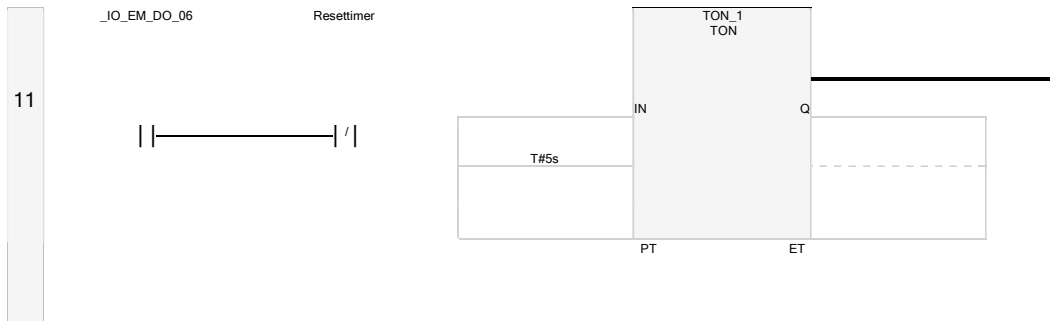 _IO_EM_DO_06
Resettimer
TON_1
TON
11
IN
Q
/
T#5s
PT
ET